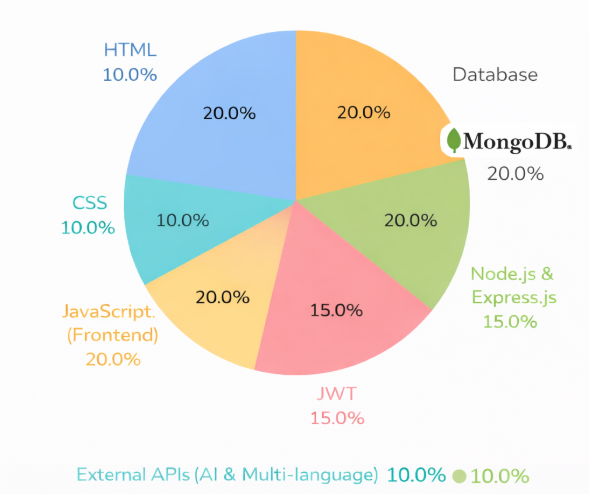 HTML
10.0%
20.0%
20.0%
Database
MongoDB.
20.0%
CSS
10.0%
10.0%
20.0%
Node.js &
Express.js
15.0%
JavaScript.
(Frontend)
20.0%
20.0%
15.0%
JWT
15.0%
External APIs (AI & Multi-language) 10.0% 10.0%